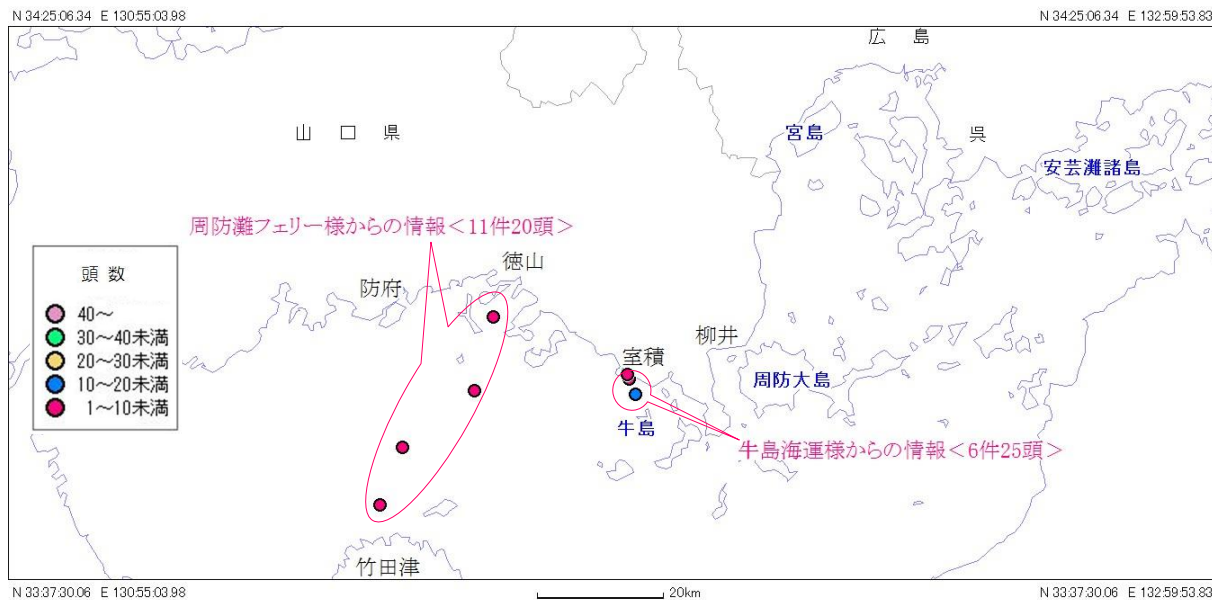 N 34:25:06.34 E 130:55:03.98
N 34:25:06.34 E 132:59:53.83
広 島
山 口 県
宮島
呉
安芸灘諸島
周防灘フェリー様からの情報＜11件20頭＞
頭 数
40～
30～40未満
20～30未満
10～20未満
1～10未満
徳山
防府
柳井
室積
周防大島
牛島
牛島海運様からの情報＜6件25頭＞
竹田津
N 33:37:30.06 E 130:55:03.98
20km
N 33:37:30.06 E 132:59:53.83